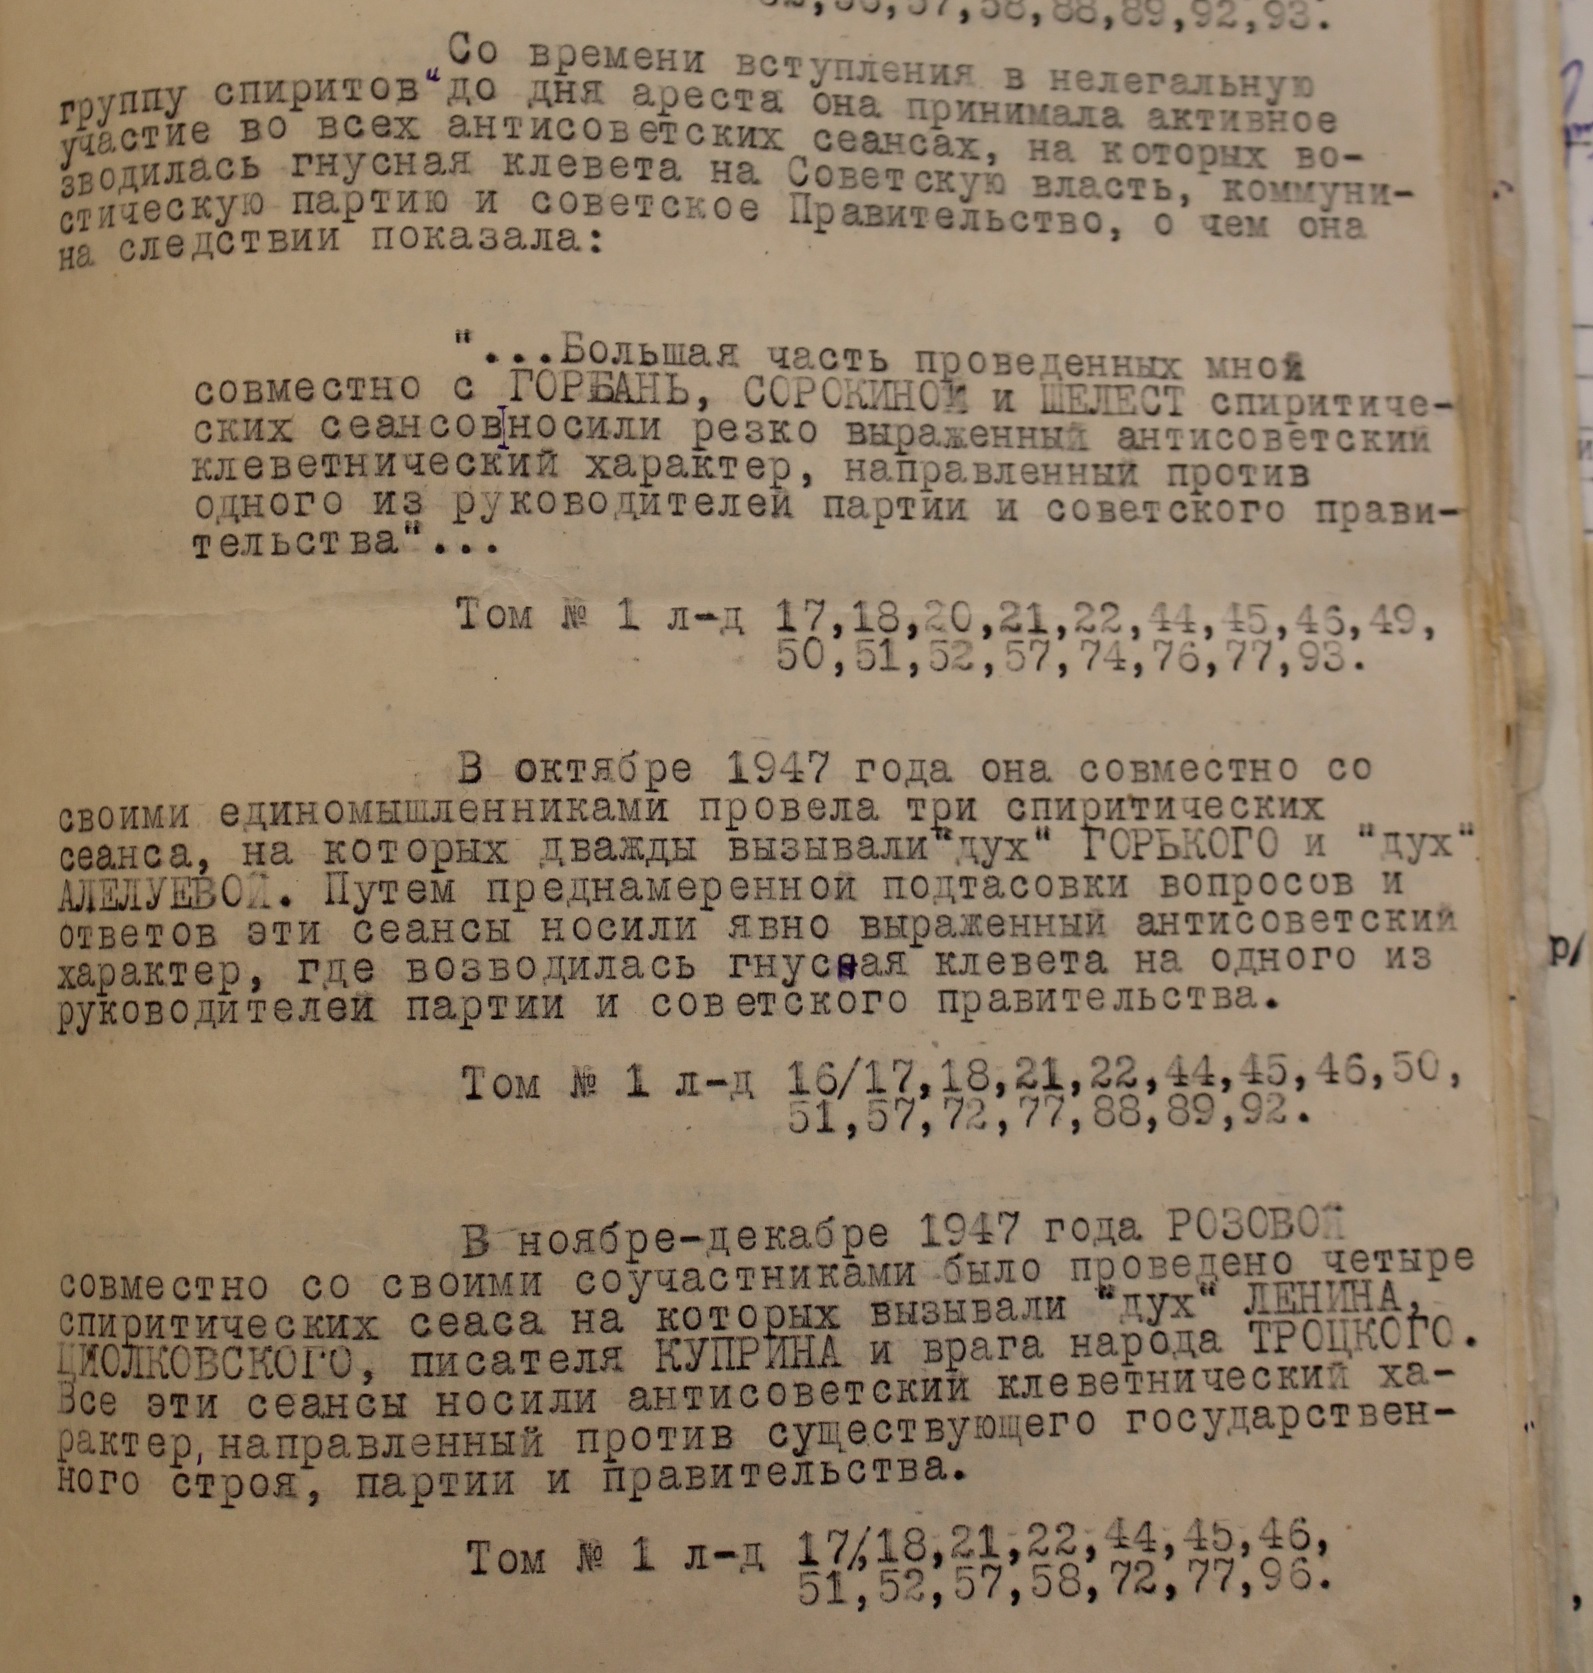 57,58,88,89,92,93.
Со времени вступления в нелегальную
группу спиритов" до дня ареста она принимала активное
участие во всех антисоветских сеансах, на которых во-
зводилась гнусная клевета на Советскую власть, коммуни-
стическую партию и советское Правительство, о чем она
на следствии показала:
"...Большая часть проведенных мной
совместно с ГОРБАНЬ, СОРОКИНОЙ и ШЕЛЕСТ спиритиче-
ских сеансов носили резко выраженный антисоветский
клеветнический характер, направленный против
одного из руководителей партии и советского прави-
тельства"...
Том № 1 л-д 17,18,20,21,22,44,45,46,49,
50,51,52,57,74,76,77,93.
В октябре 1947 года она совместно со
своими единомышленниками провела три спиритических
сеанса, на которых дважды вызывали"дух" ГОРЬКОГО и "дух"
АЛЕЛУЕВОЙ. Путем преднамеренной подтасовки вопросов и
ответов эти сеансы носили явно выраженный антисоветский
характер, где возводилась гнусная клевета на одного из
руководителей партии и советского правительства.
Том № 1 л-д 16/17,18,21,22,44,45,46,50,
51,57,72,77,88,89,92.
В ноябре-декабре 1947 года РОЗОВОЙ
совместно со своими соучастниками было проведено четыре
спиритических сеаса на которых вызывали "дух" ЛЕНИНА,
ЦИОЛКОВСКОГО, писателя КУПРИНА и врага народа ТРОЦКОГО.
Все эти сеансы носили антисоветский клеветнический ха-
рактер, направленный против существующего государствен-
ного строя, партии и правительства.
Том № 1 л-д 17/,18,21,22,44,45,46,
51,52,57,58,72,77,96.
р/